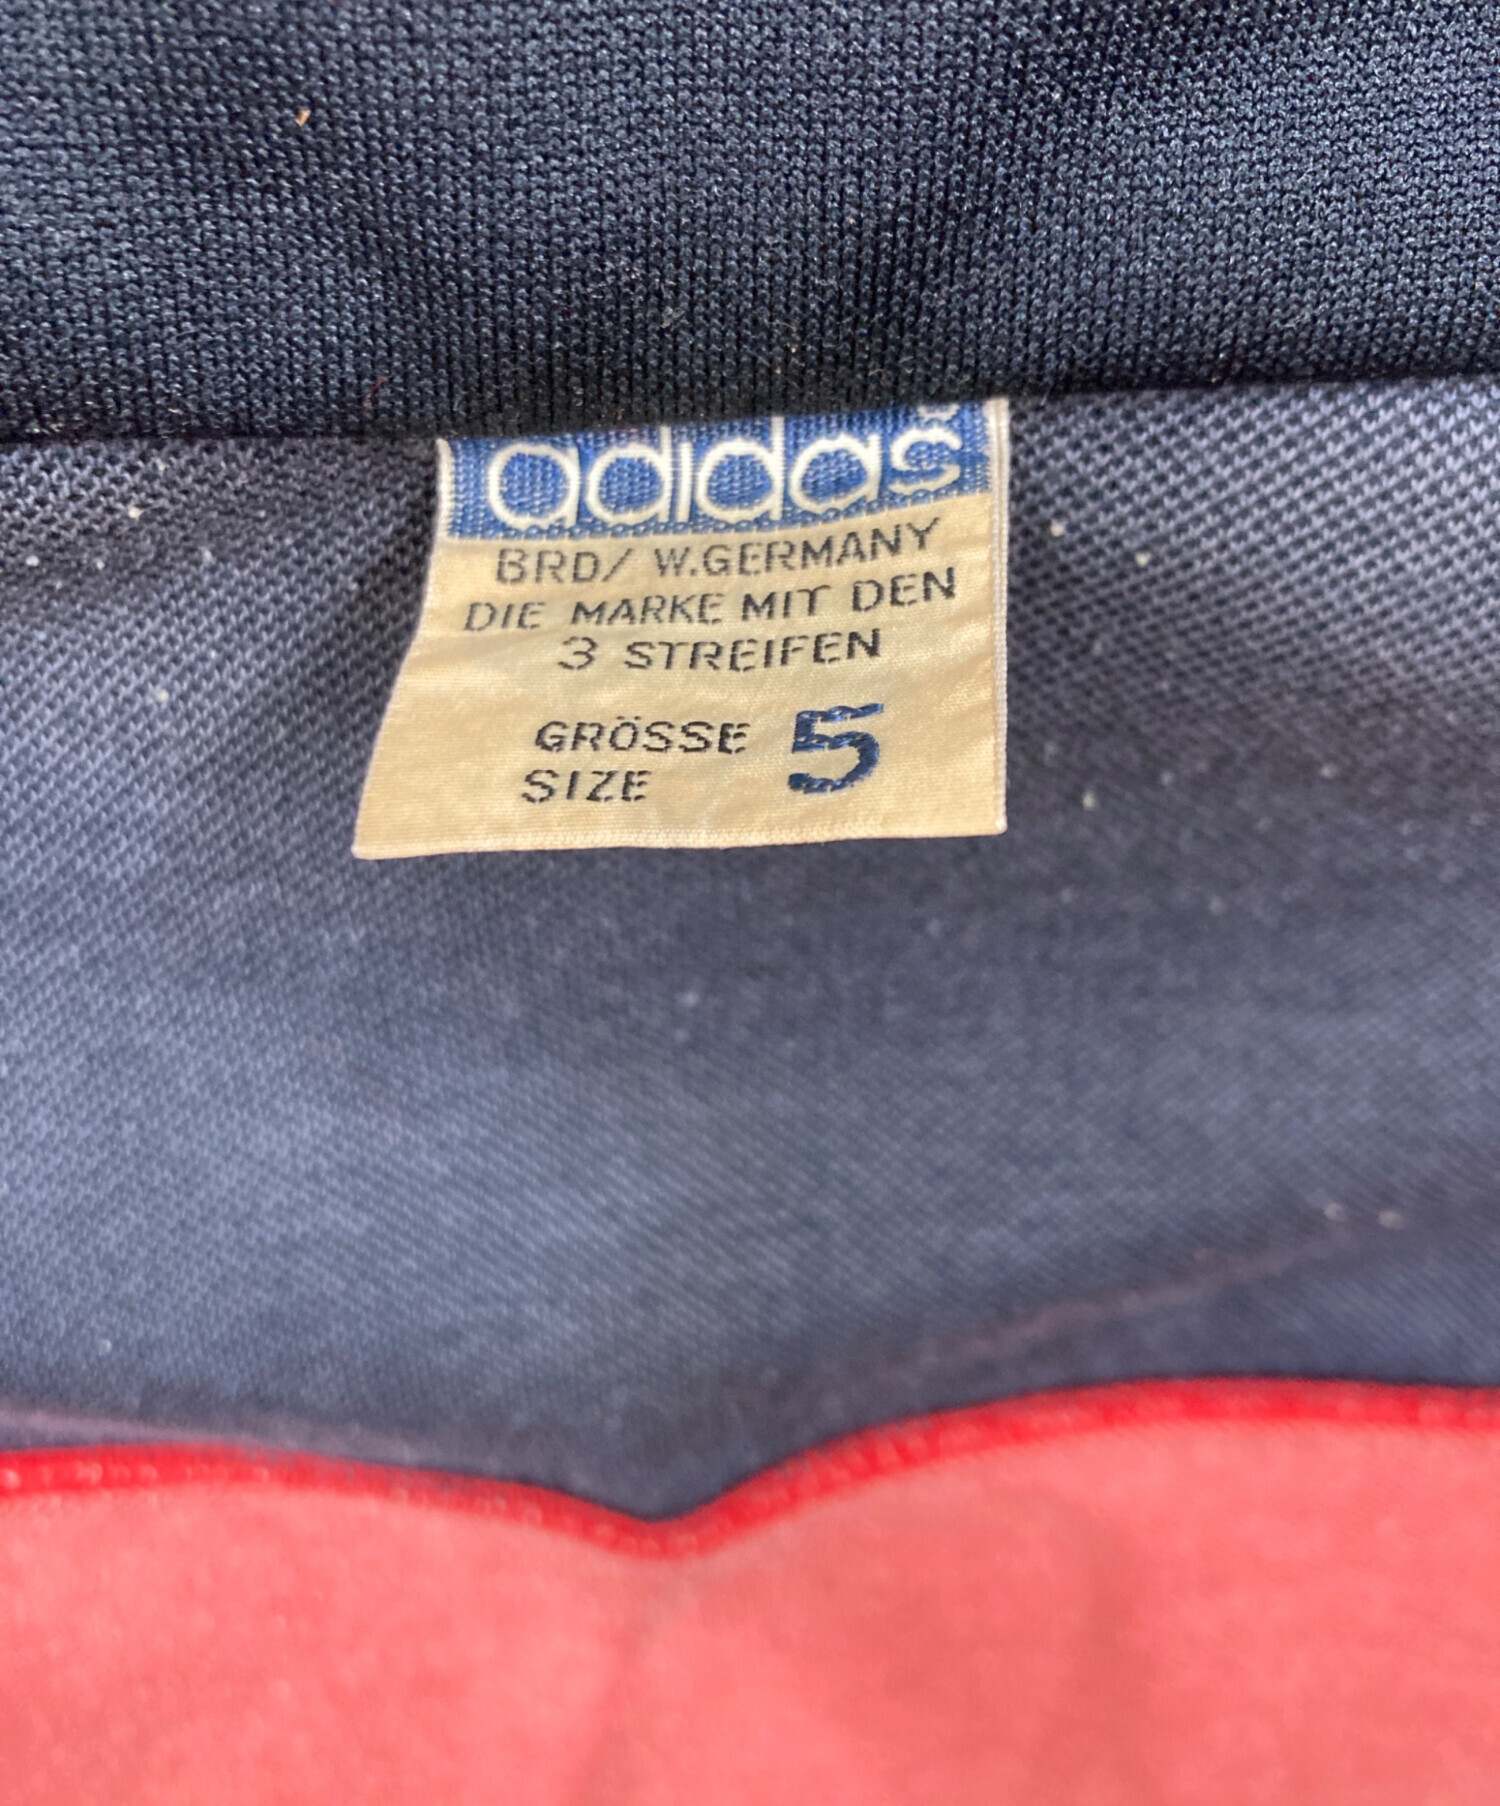 adidas
BRD/ W.GERMANY
DIE MARKE MIT DEN
3 STREIFEN
GRÖSSE 5
SIZE